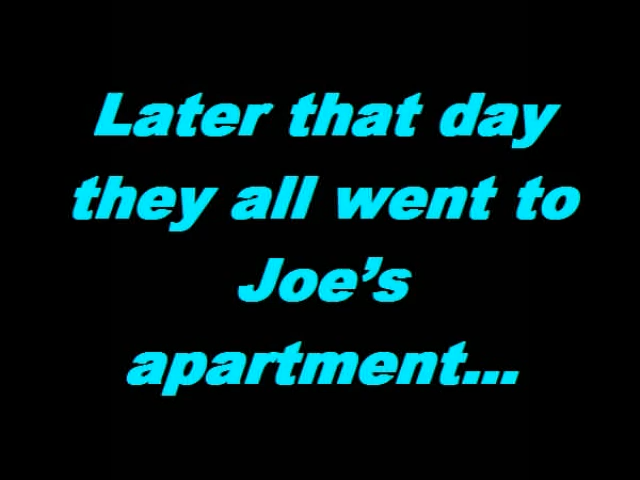 Later that day
they all went to
Joe’s
apartment...